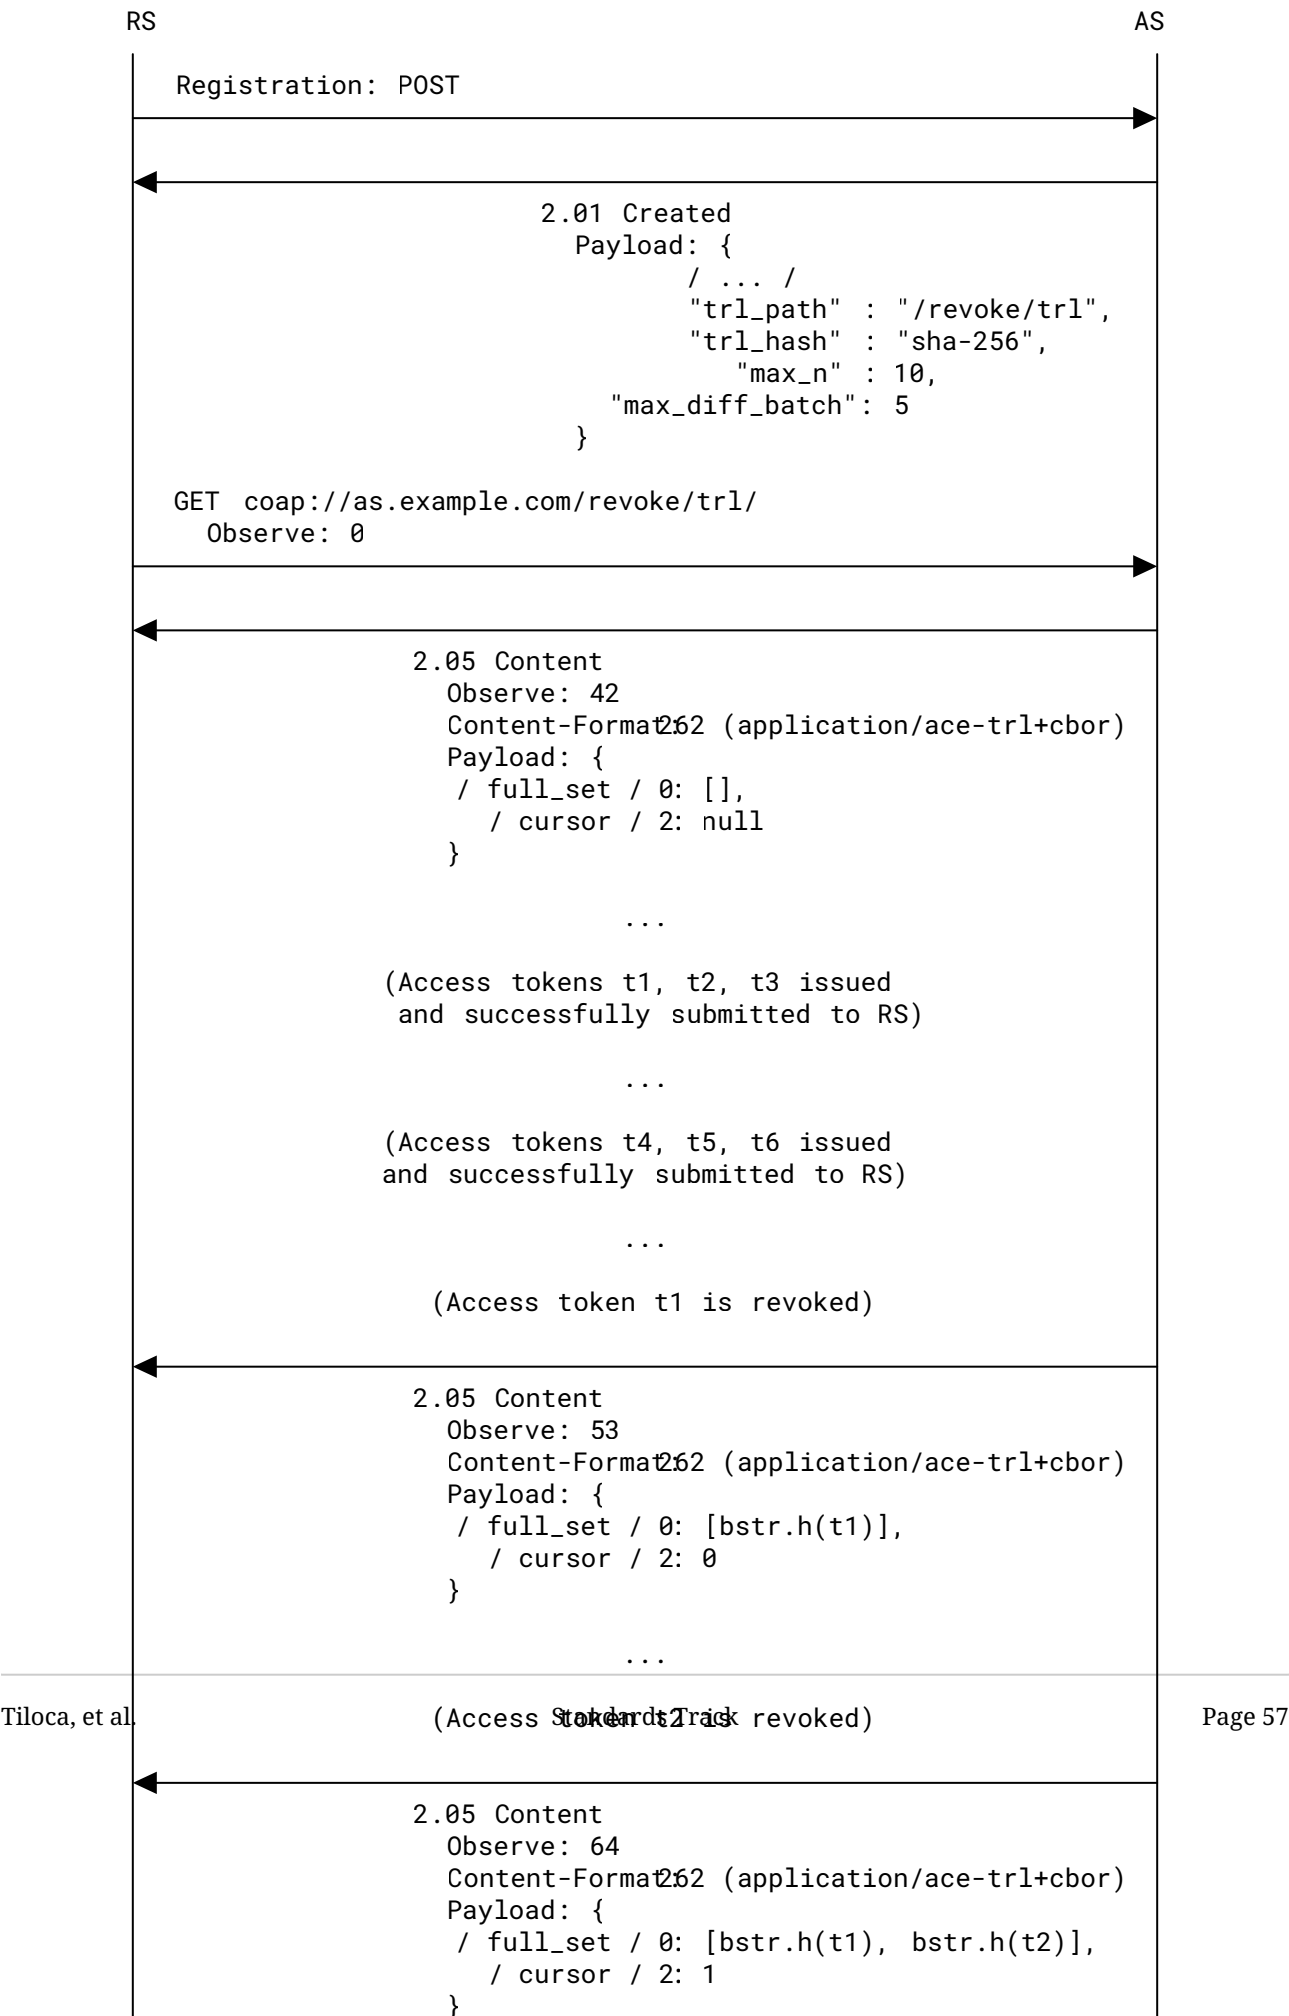 RS AS
Registration: POST
2.01 Created
Payload: {
/ ... /
"trl_path" : "/revoke/trl",
"trl_hash" : "sha-256",
"max_n" : 10,
"max_diff_batch": 5
}
GET coap://as.example.com/revoke/trl/
Observe: 0
2.05 Content
Observe: 42
Content-Format: 262 (application/ace-trl+cbor)
Payload: {
/ full_set / 0: [],
/ cursor / 2: null
}
...
(Access tokens t1, t2, t3 issued
and successfully submitted to RS)
...
(Access tokens t4, t5, t6 issued
and successfully submitted to RS)
...
(Access token t1 is revoked)
2.05 Content
Observe: 53
Content-Format: 262 (application/ace-trl+cbor)
Payload: {
/ full_set / 0: [bstr.h(t1)],
/ cursor / 2: 0
}
...
Tiloca, et al. Standards Track Page 57
(Access token t2 is revoked)
2.05 Content
Observe: 64
Content-Format: 262 (application/ace-trl+cbor)
Payload: {
/ full_set / 0: [bstr.h(t1), bstr.h(t2)],
/ cursor / 2: 1
}